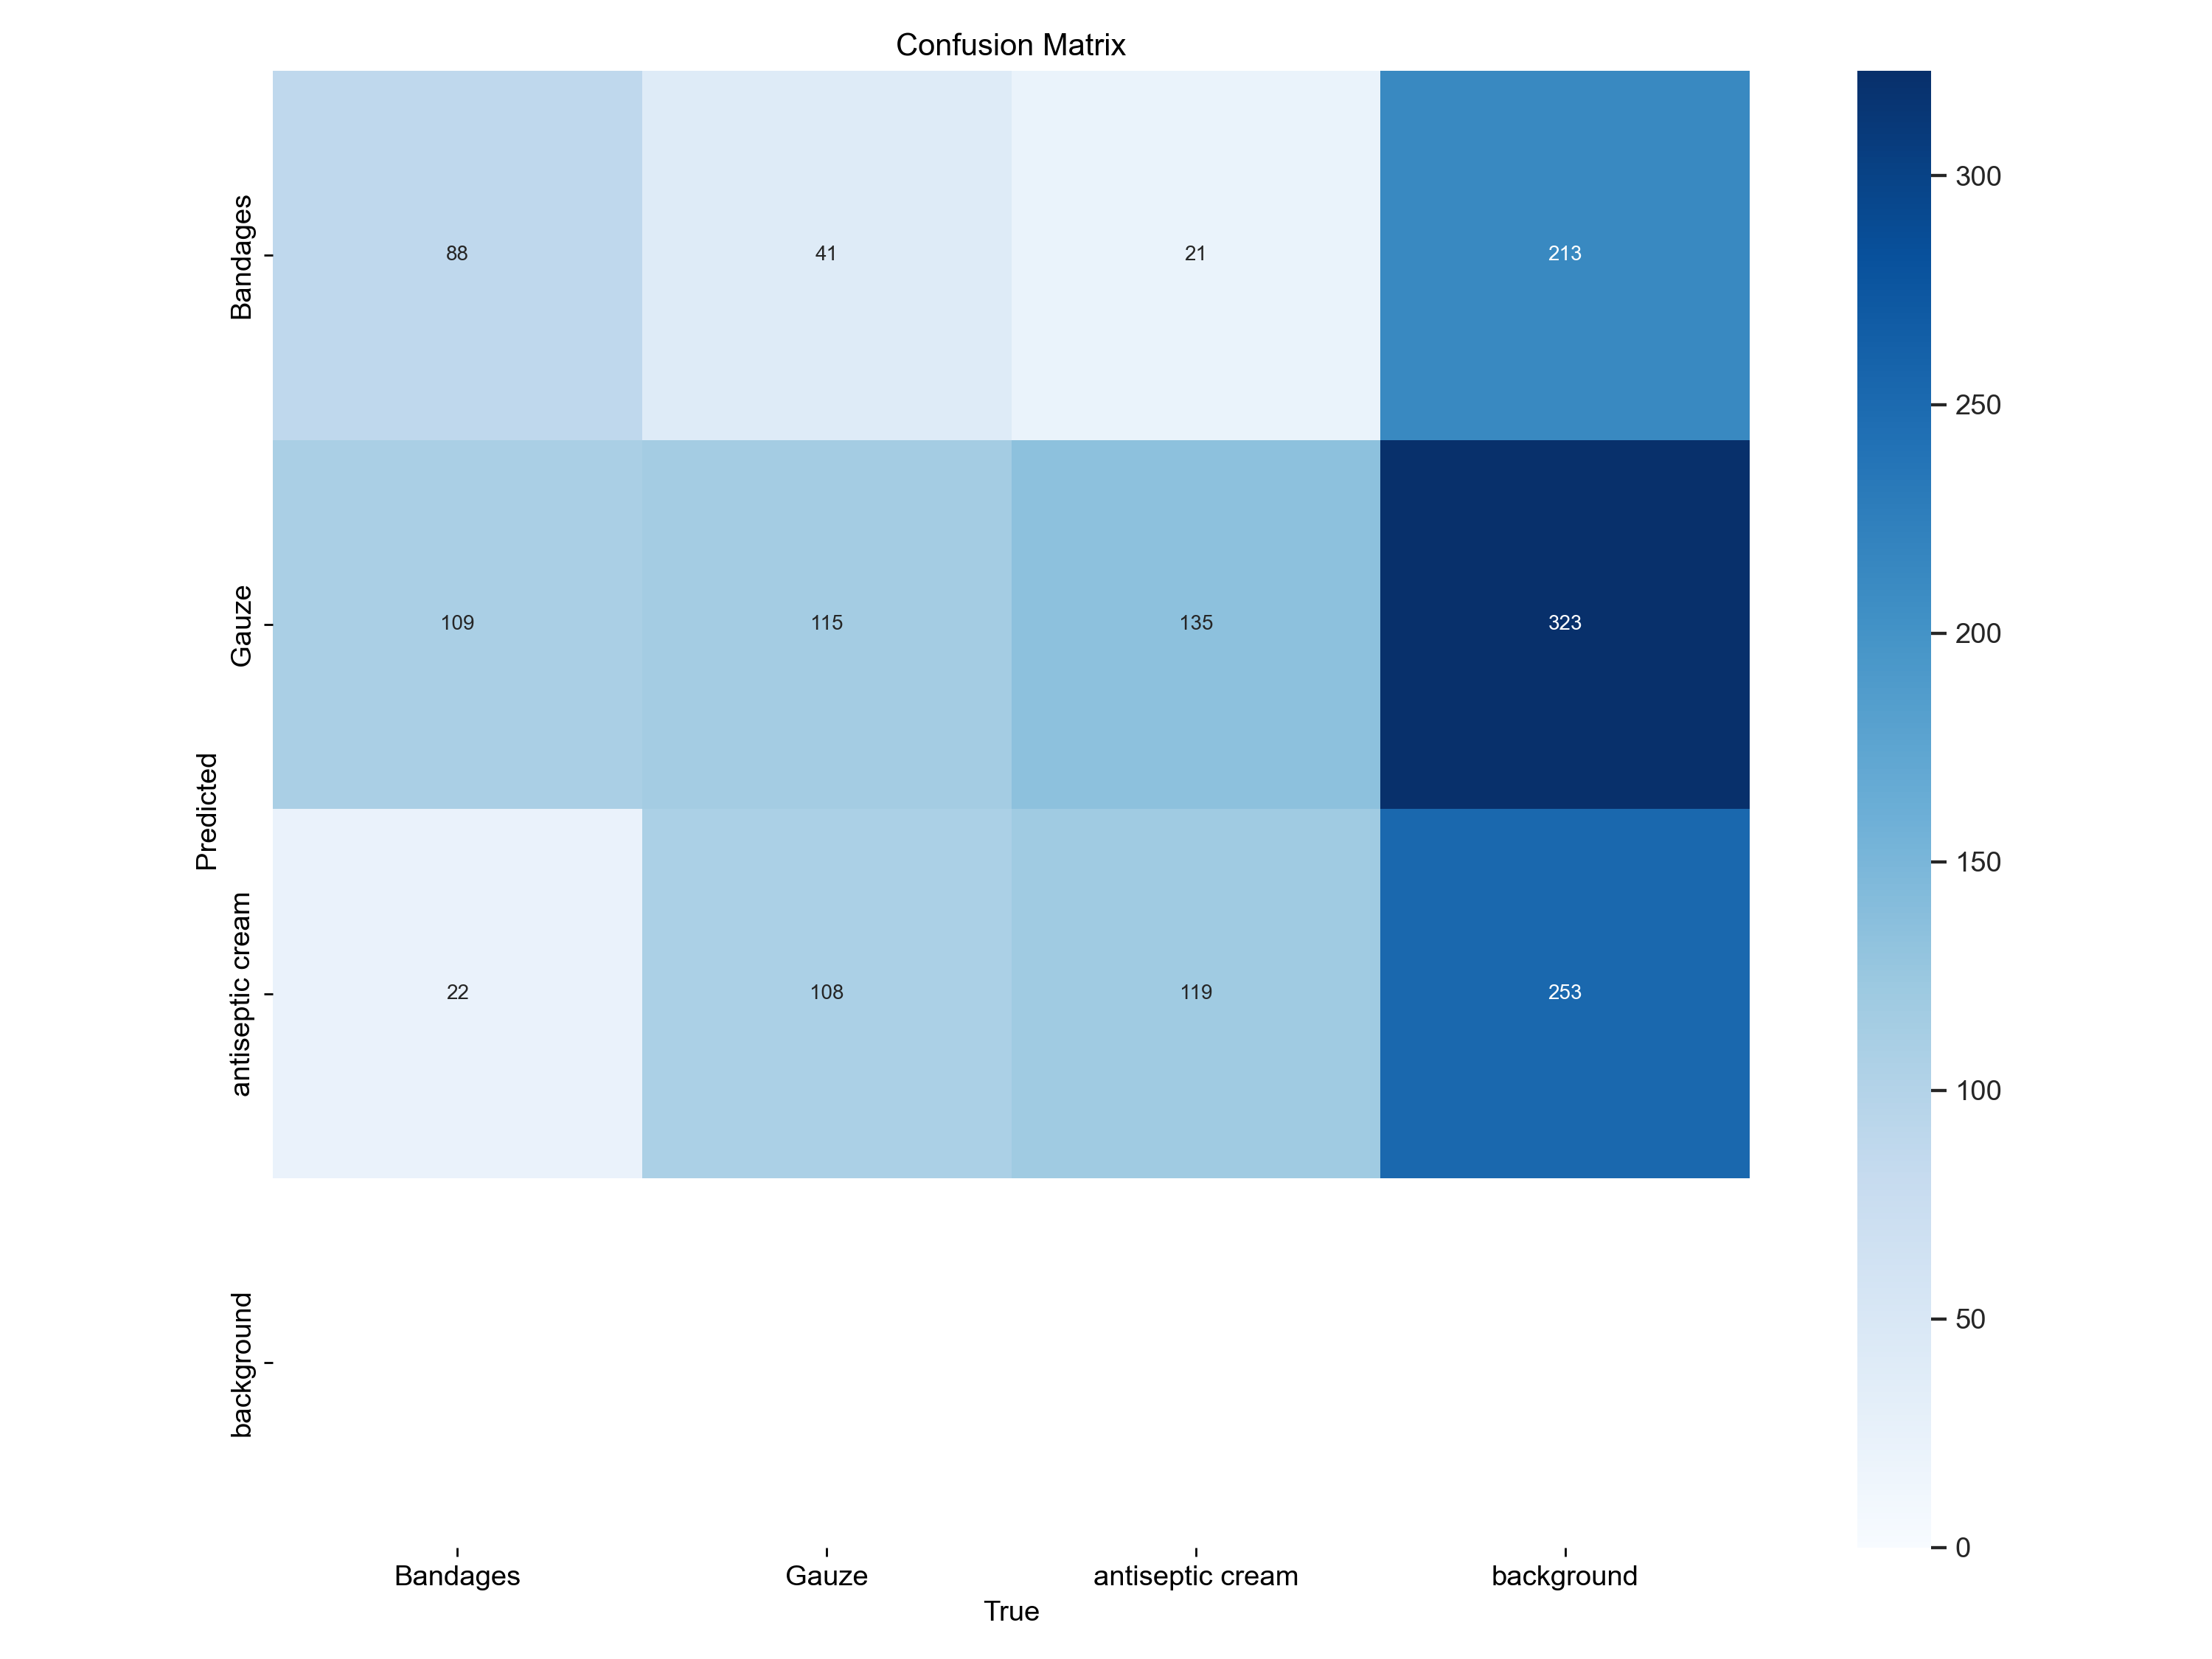 Confusion Matrix
Bandages
88
41
21
213
Gauze
109
115
135
323
antiseptic cream
22
108
119
253
background
Predicted
Bandages
Gauze
antiseptic cream
background
True
300
250
200
150
100
50
0